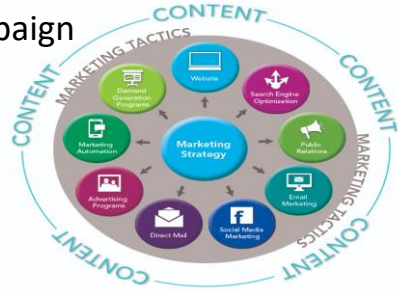 paign
CONTENT
CONTENT
CONTENT
CONTENT
CONTENT
MARKETING TACTICS
MARKETING TACTICS
Website
Search Engine
Optimization
Public
Relations
Email
Marketing
Social Media
Marketing
Direct Mail
Advertising
Programs
Marketing
Automation
Demand
Generation
Programs
Marketing
Strategy